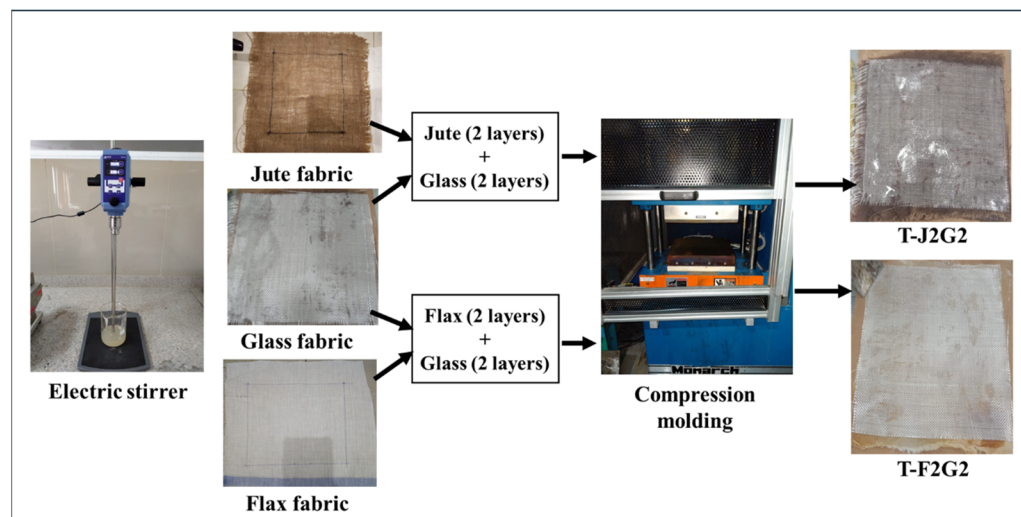 Electric stirrer
Jute fabric
Glass fabric
Flax fabric
Jute (2 layers)
+
Glass (2 layers)
Flax (2 layers)
+
Glass (2 layers)
Monarch
Compression
molding
T-J2G2
T-F2G2